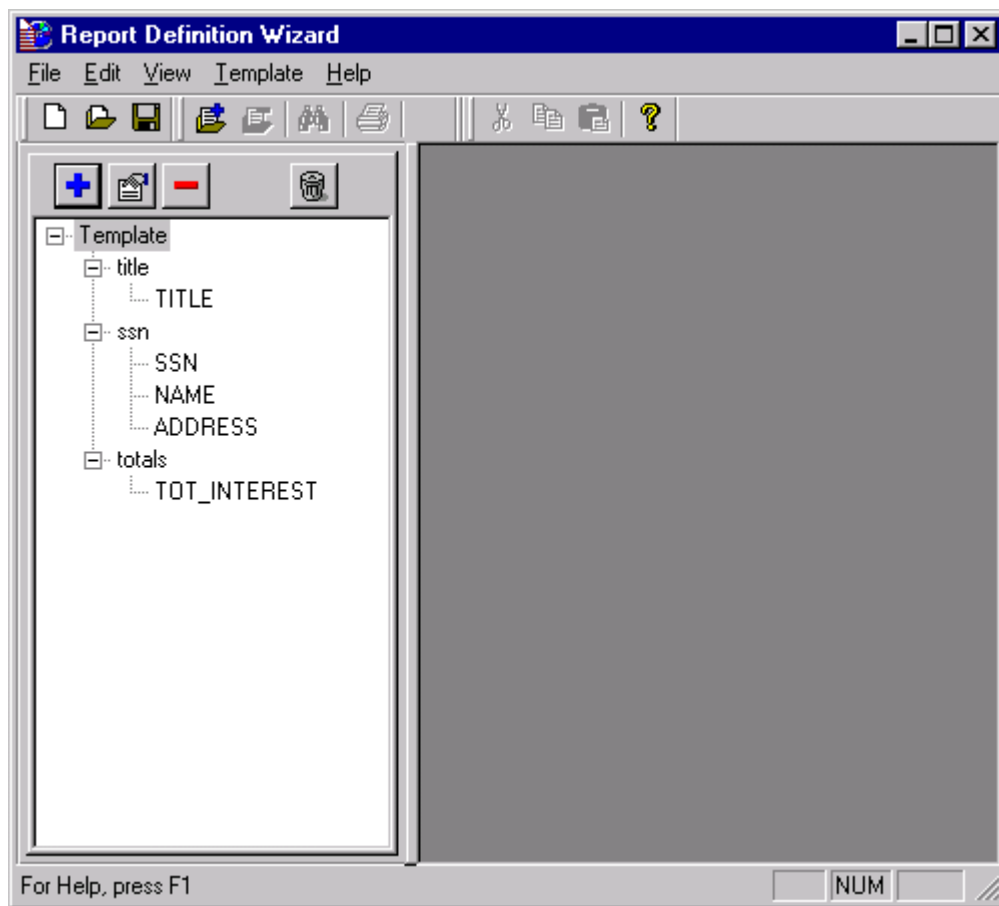 Report Definition Wizard
File Edit View Template Help
Template
title
TITLE
ssn
SSN
NAME
ADDRESS
totals
TOT_INTEREST
For Help, press F1 NUM